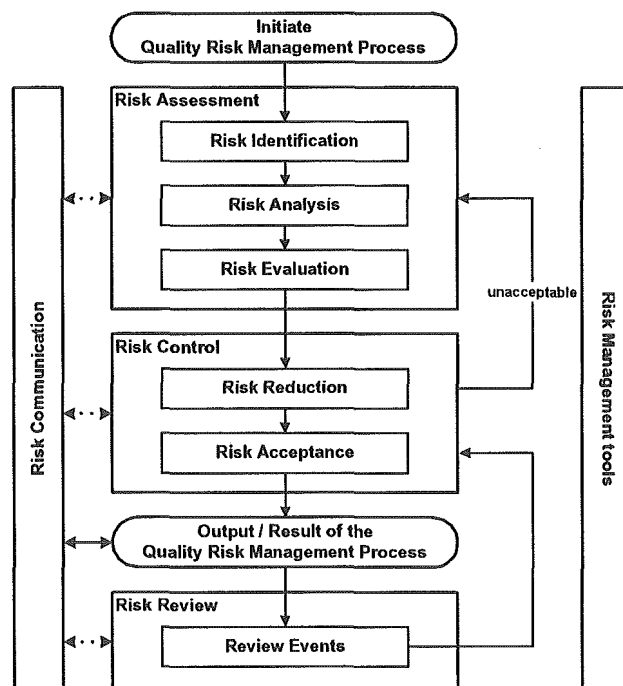 Initiate
Quality Risk Management Process
Risk Assessment
Risk Identification
Risk Analysis
Risk Evaluation
unacceptable
Risk Communication
Risk Management tools
Risk Control
Risk Reduction
Risk Acceptance
Output / Result of the
Quality Risk Management Process
Risk Review
Review Events